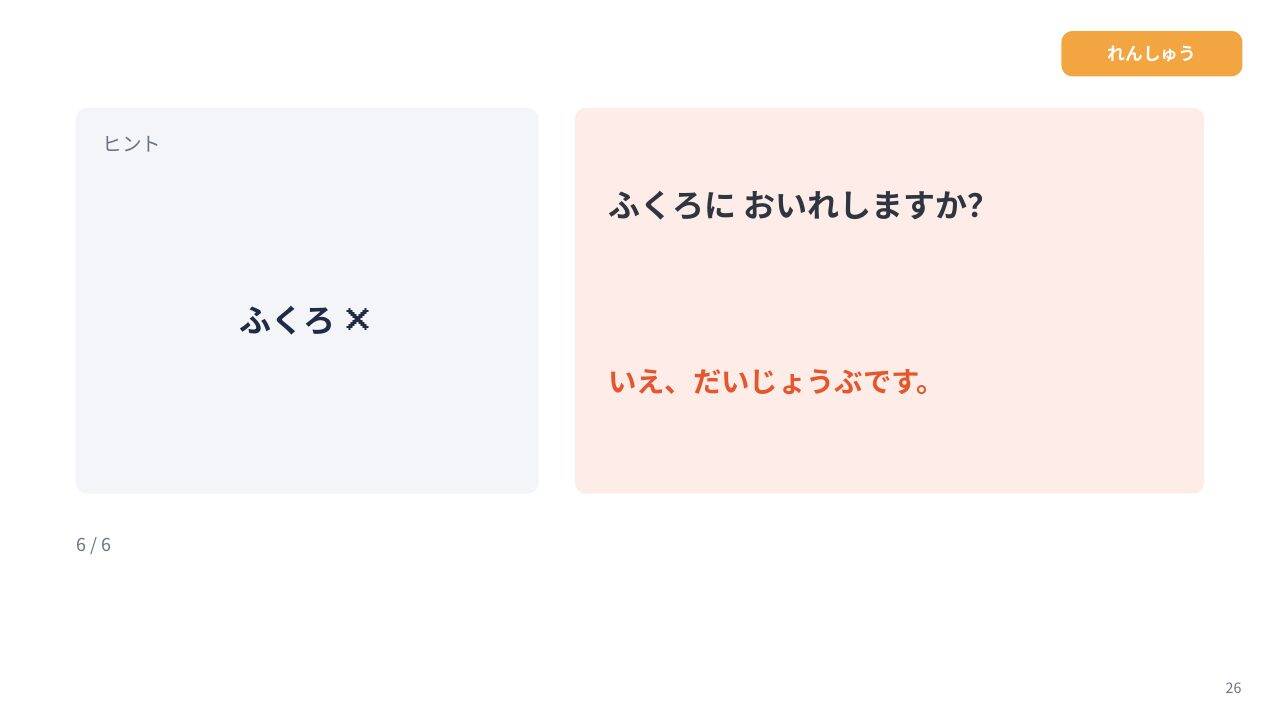 れんしゅう
ヒント
ふくろ ✕
ふくろに おいれしますか?
いえ、だいじょうぶです。
6 / 6
26